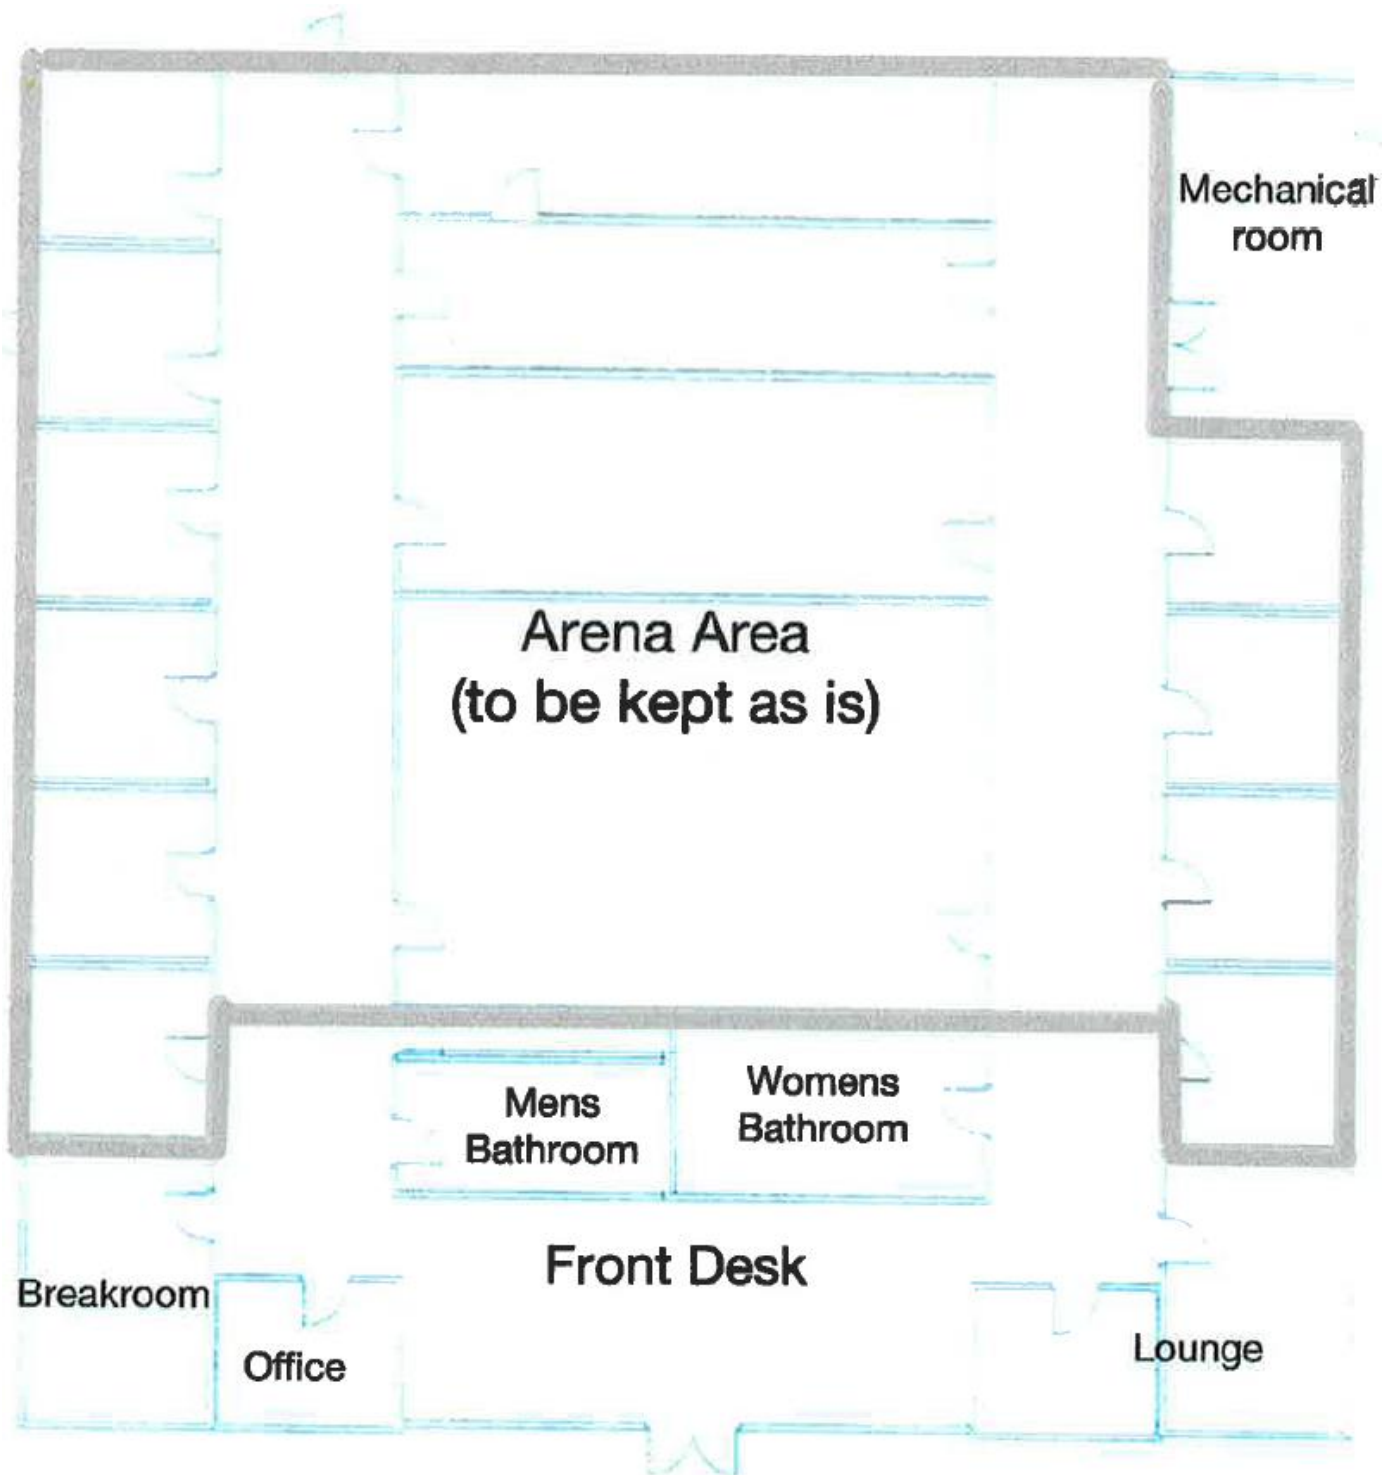 Mechanical
room
Arena Area
(to be kept as is)
Mens
Bathroom
Womens
Bathroom
Front Desk
Breakroom
Office
Lounge